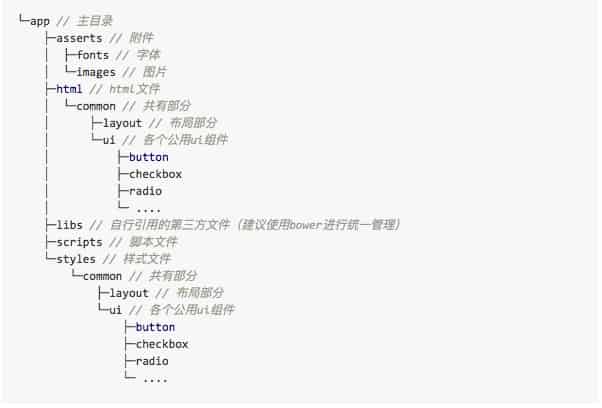 └─app // 主目录
    ├─asserts // 附件
    │  ├─fonts // 字体
    │  └─images // 图片
    ├─html // html文件
    │  └─common // 共有部分
    │      ├─layout // 布局部分
    │      └─ui // 各个公用ui组件
    │          ├─button
    │          ├─checkbox
    │          ├─radio
    │          └─ ....
    ├─libs // 自行引用的第三方文件（建议使用bower进行统一管理）
    ├─scripts // 脚本文件
    └─styles // 样式文件
        └─common // 共有部分
            ├─layout // 布局部分
            └─ui // 各个公用ui组件
                ├─button
                ├─checkbox
                ├─radio
                └─ ....